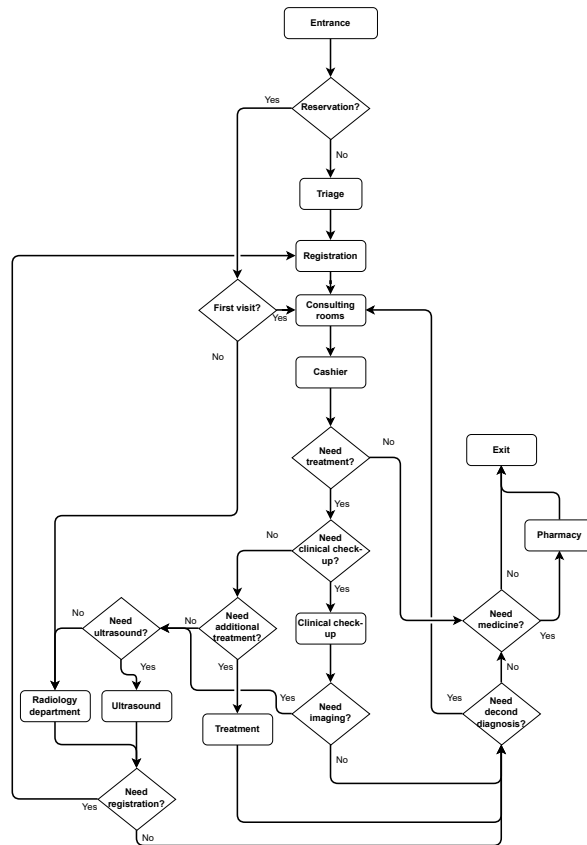 Entrance
Yes
Reservation?
No
Triage
Registration
First visit?
Yes
Consulting
rooms
No
Cashier
No
Need
treatment?
Exit
Yes
No
Need
clinical check-
up?
Pharmacy
Yes
No
No
Need
ultrasound?
No
Need
additional
treatment?
Clinical check-
up
Need
medicine?
Yes
Yes
Yes
No
Radiology
department
Ultrasound
Yes
Need
imaging?
Yes
Need
decond
diagnosis?
Treatment
No
Need
registration?
Yes
No